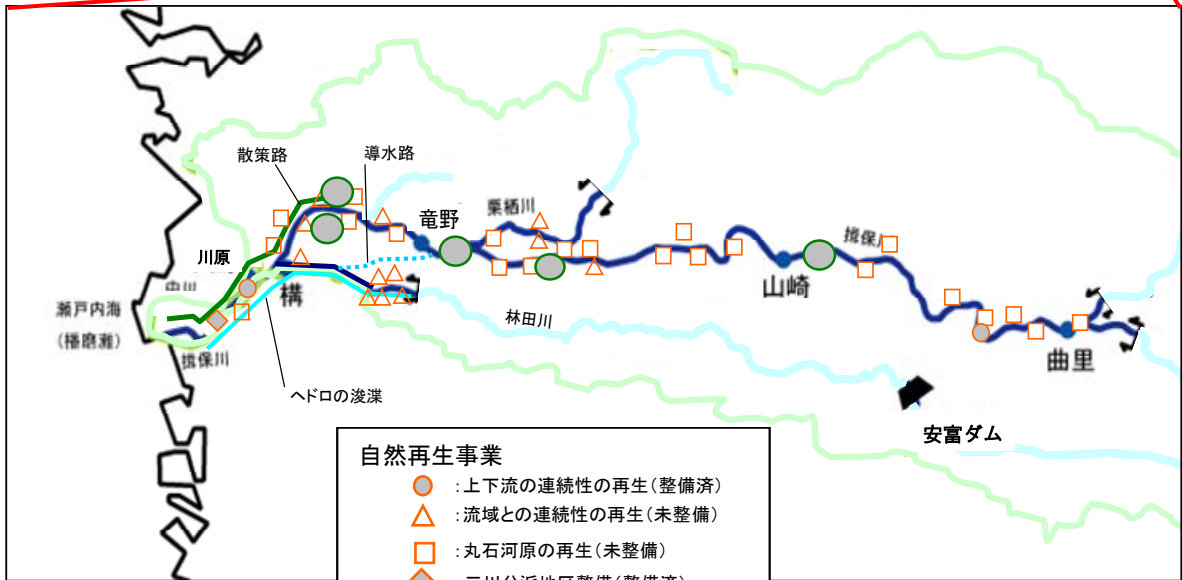 散策路
導水路
栗栖川
竜野
揖保川
川原
中川
構
山崎
瀬戸内海
(播磨灘)
林田川
揖保川
曲里
ヘドロの浚渫
安富ダム
自然再生事業
:上下流の連続性の再生(整備済)
:流域との連続性の再生(未整備)
:丸石河原の再生(未整備)